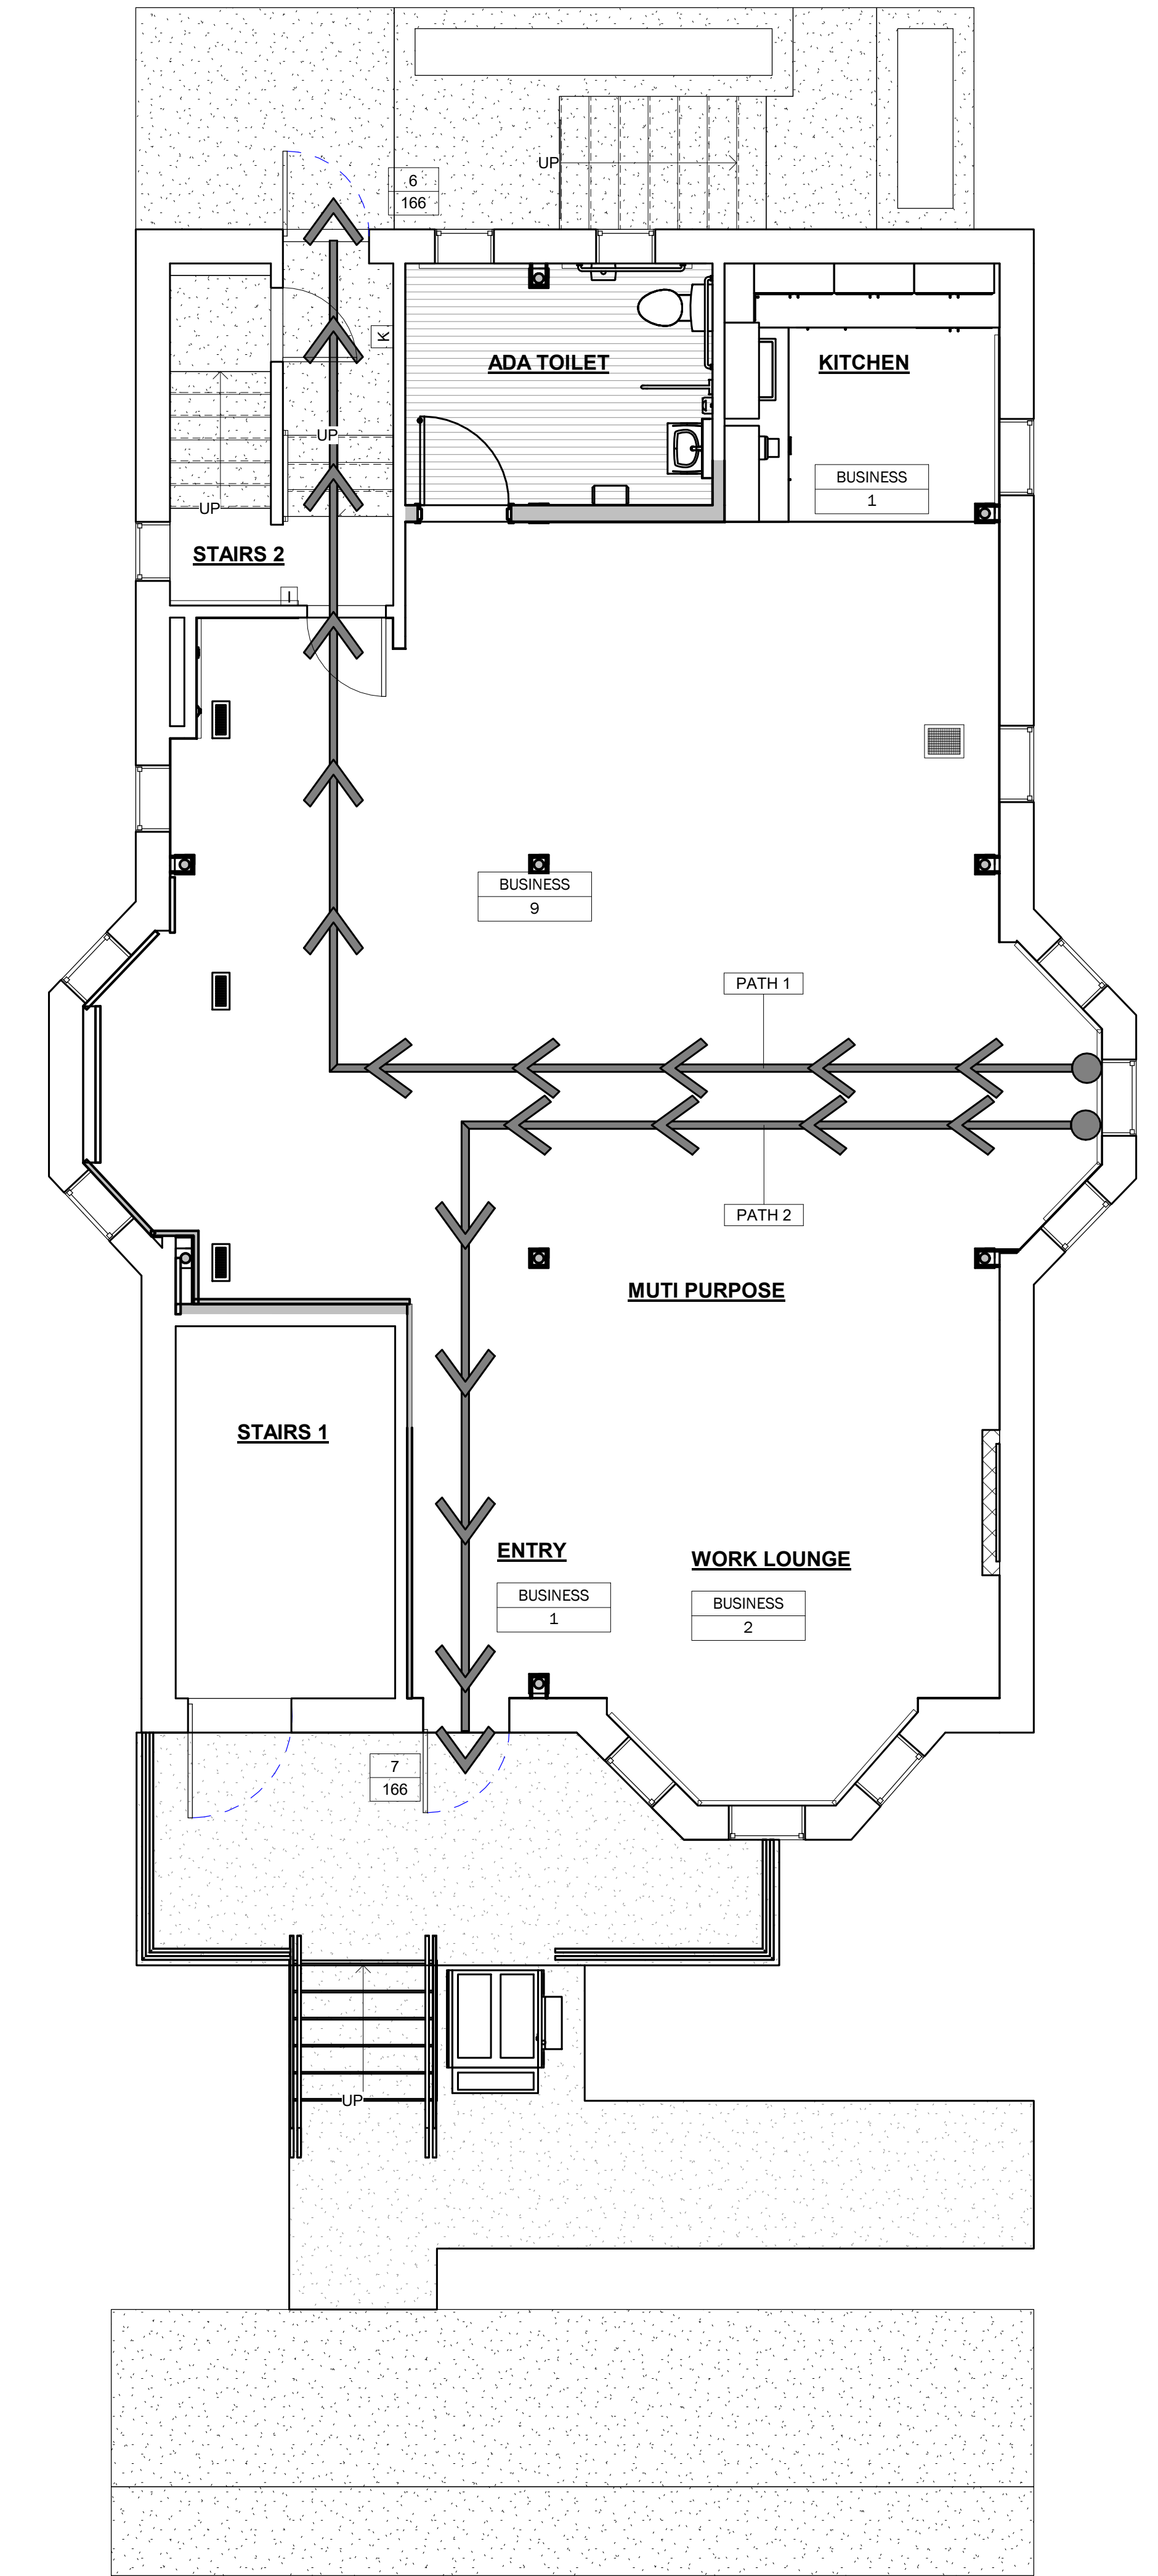 UP
6
166
K
ADA TOILET
KITCHEN
UP
BUSINESS
1
UP
STAIRS 2
I
BUSINESS
9
PATH 1
PATH 2
MUTI PURPOSE
STAIRS 1
ENTRY
WORK LOUNGE
BUSINESS
1
BUSINESS
2
7
166
UP